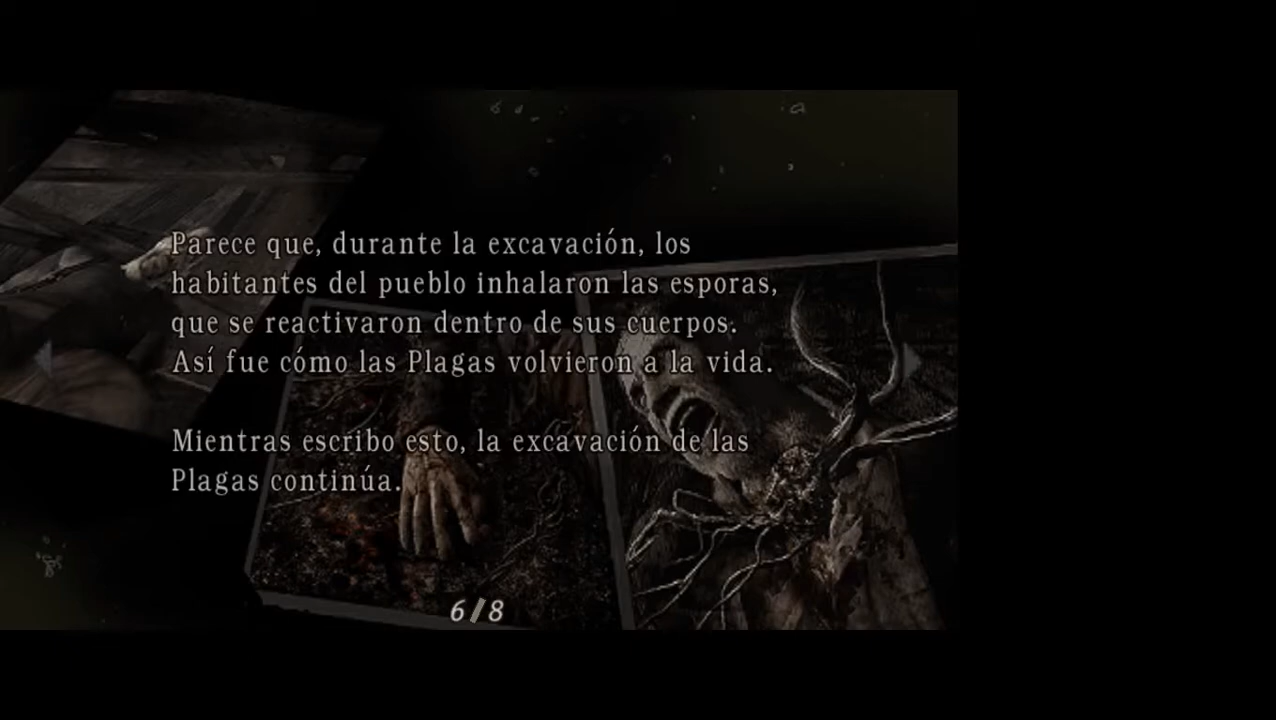 Parece que, durante la excavación, los
habitantes del pueblo inhalaron las esporas,
que se reactivaron dentro de sus cuerpos.
Así fue cómo las Plagas volvieron a la vida.
Mientras escribo esto, la excavación de las
Plagas continúa.
6/8